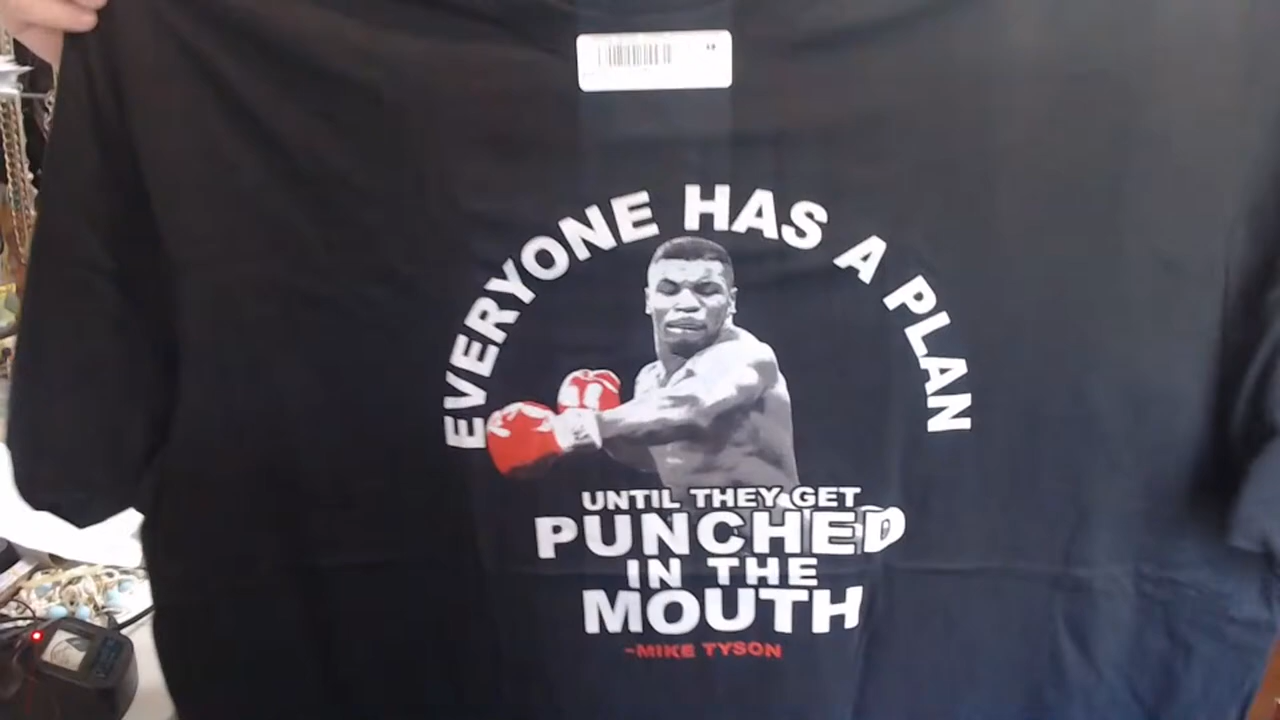 EVERYONE HAS A PLAN
UNTIL THEY GET
PUNCHED
IN THE
MOUTH
~MIKE TYSON